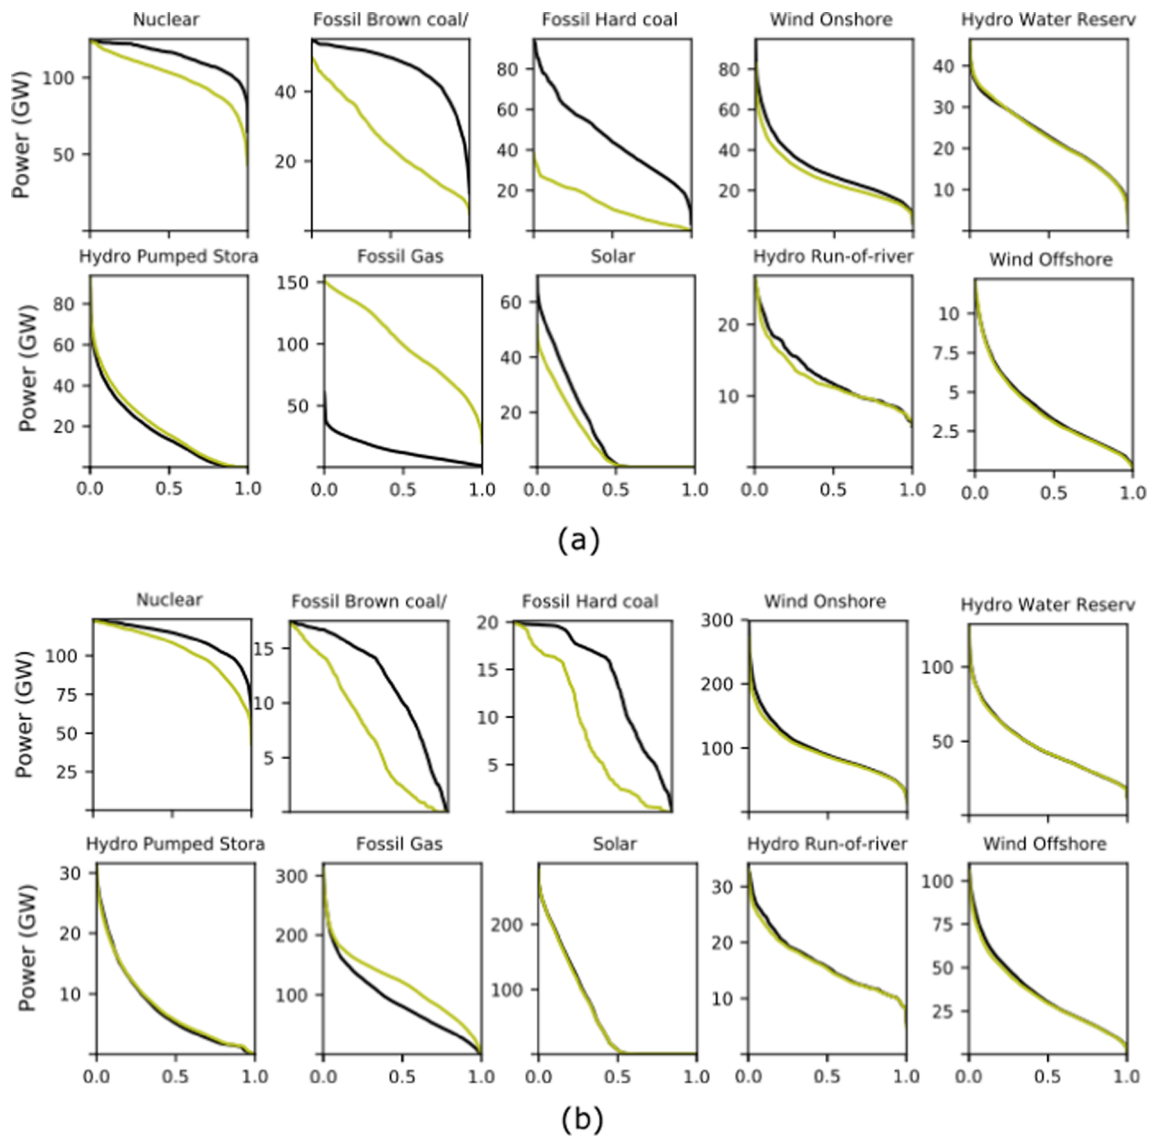 Nuclear
Fossil Brown coal/
Fossil Hard coal
Wind Onshore
Hydro Water Reserv
Power (GW)
100
50
40
20
80
60
40
20
80
60
40
20
40
30
20
10
Hydro Pumped Stora
Fossil Gas
Solar
Hydro Run-of-river
Wind Offshore
Power (GW)
80
60
40
20
150
100
50
60
40
20
20
10
10
7.5
5
2.5
0.0 0.5 1.0
0.0 0.5 1.0
0.0 0.5 1.0
0.0 0.5 1.0
0.0 0.5 1.0
(a)
Nuclear
Fossil Brown coal/
Fossil Hard coal
Wind Onshore
Hydro Water Reserv
Power (GW)
100
75
50
25
15
10
5
20
15
10
5
300
200
100
100
50
Hydro Pumped Stora
Fossil Gas
Solar
Hydro Run-of-river
Wind Offshore
Power (GW)
30
20
10
300
200
100
200
100
30
20
10
100
75
50
25
0.0 0.5 1.0
0.0 0.5 1.0
0.0 0.5 1.0
0.0 0.5 1.0
0.0 0.5 1.0
(b)